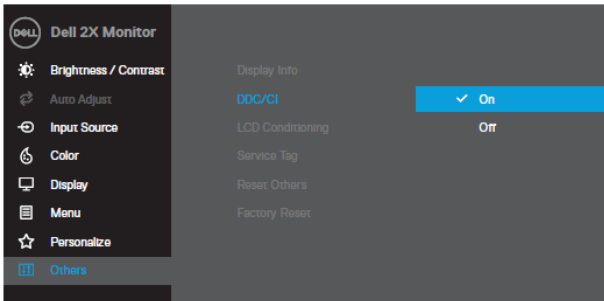 DELL Dell 2X Monitor
Brightness / Contrast
Auto Adjust
Input Source
Color
Display
Menu
Personalize
Others
Display Info
DDC/CI
LCD Conditioning
Service Tag
Reset Others
Factory Reset
On
Off